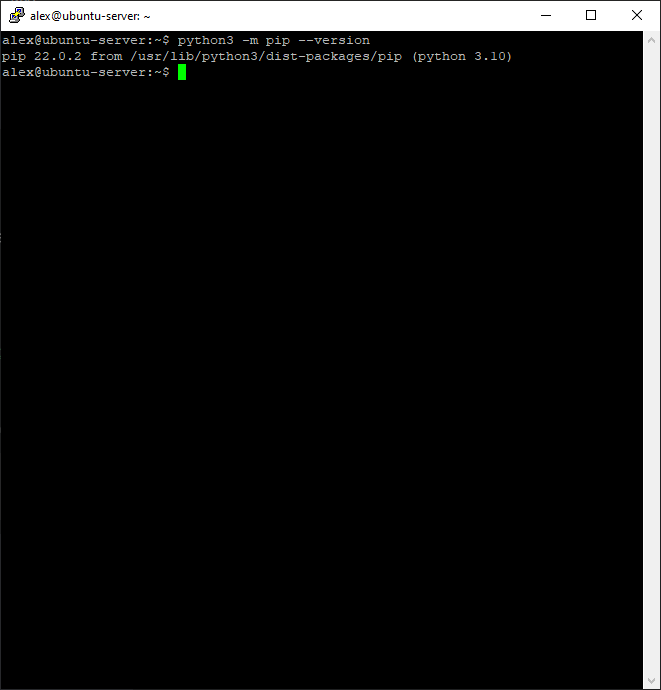 alex@ubuntu-server: ~
alex@ubuntu-server:~$ python3 -m pip --version
pip 22.0.2 from /usr/lib/python3/dist-packages/pip (python 3.10)
alex@ubuntu-server:~$